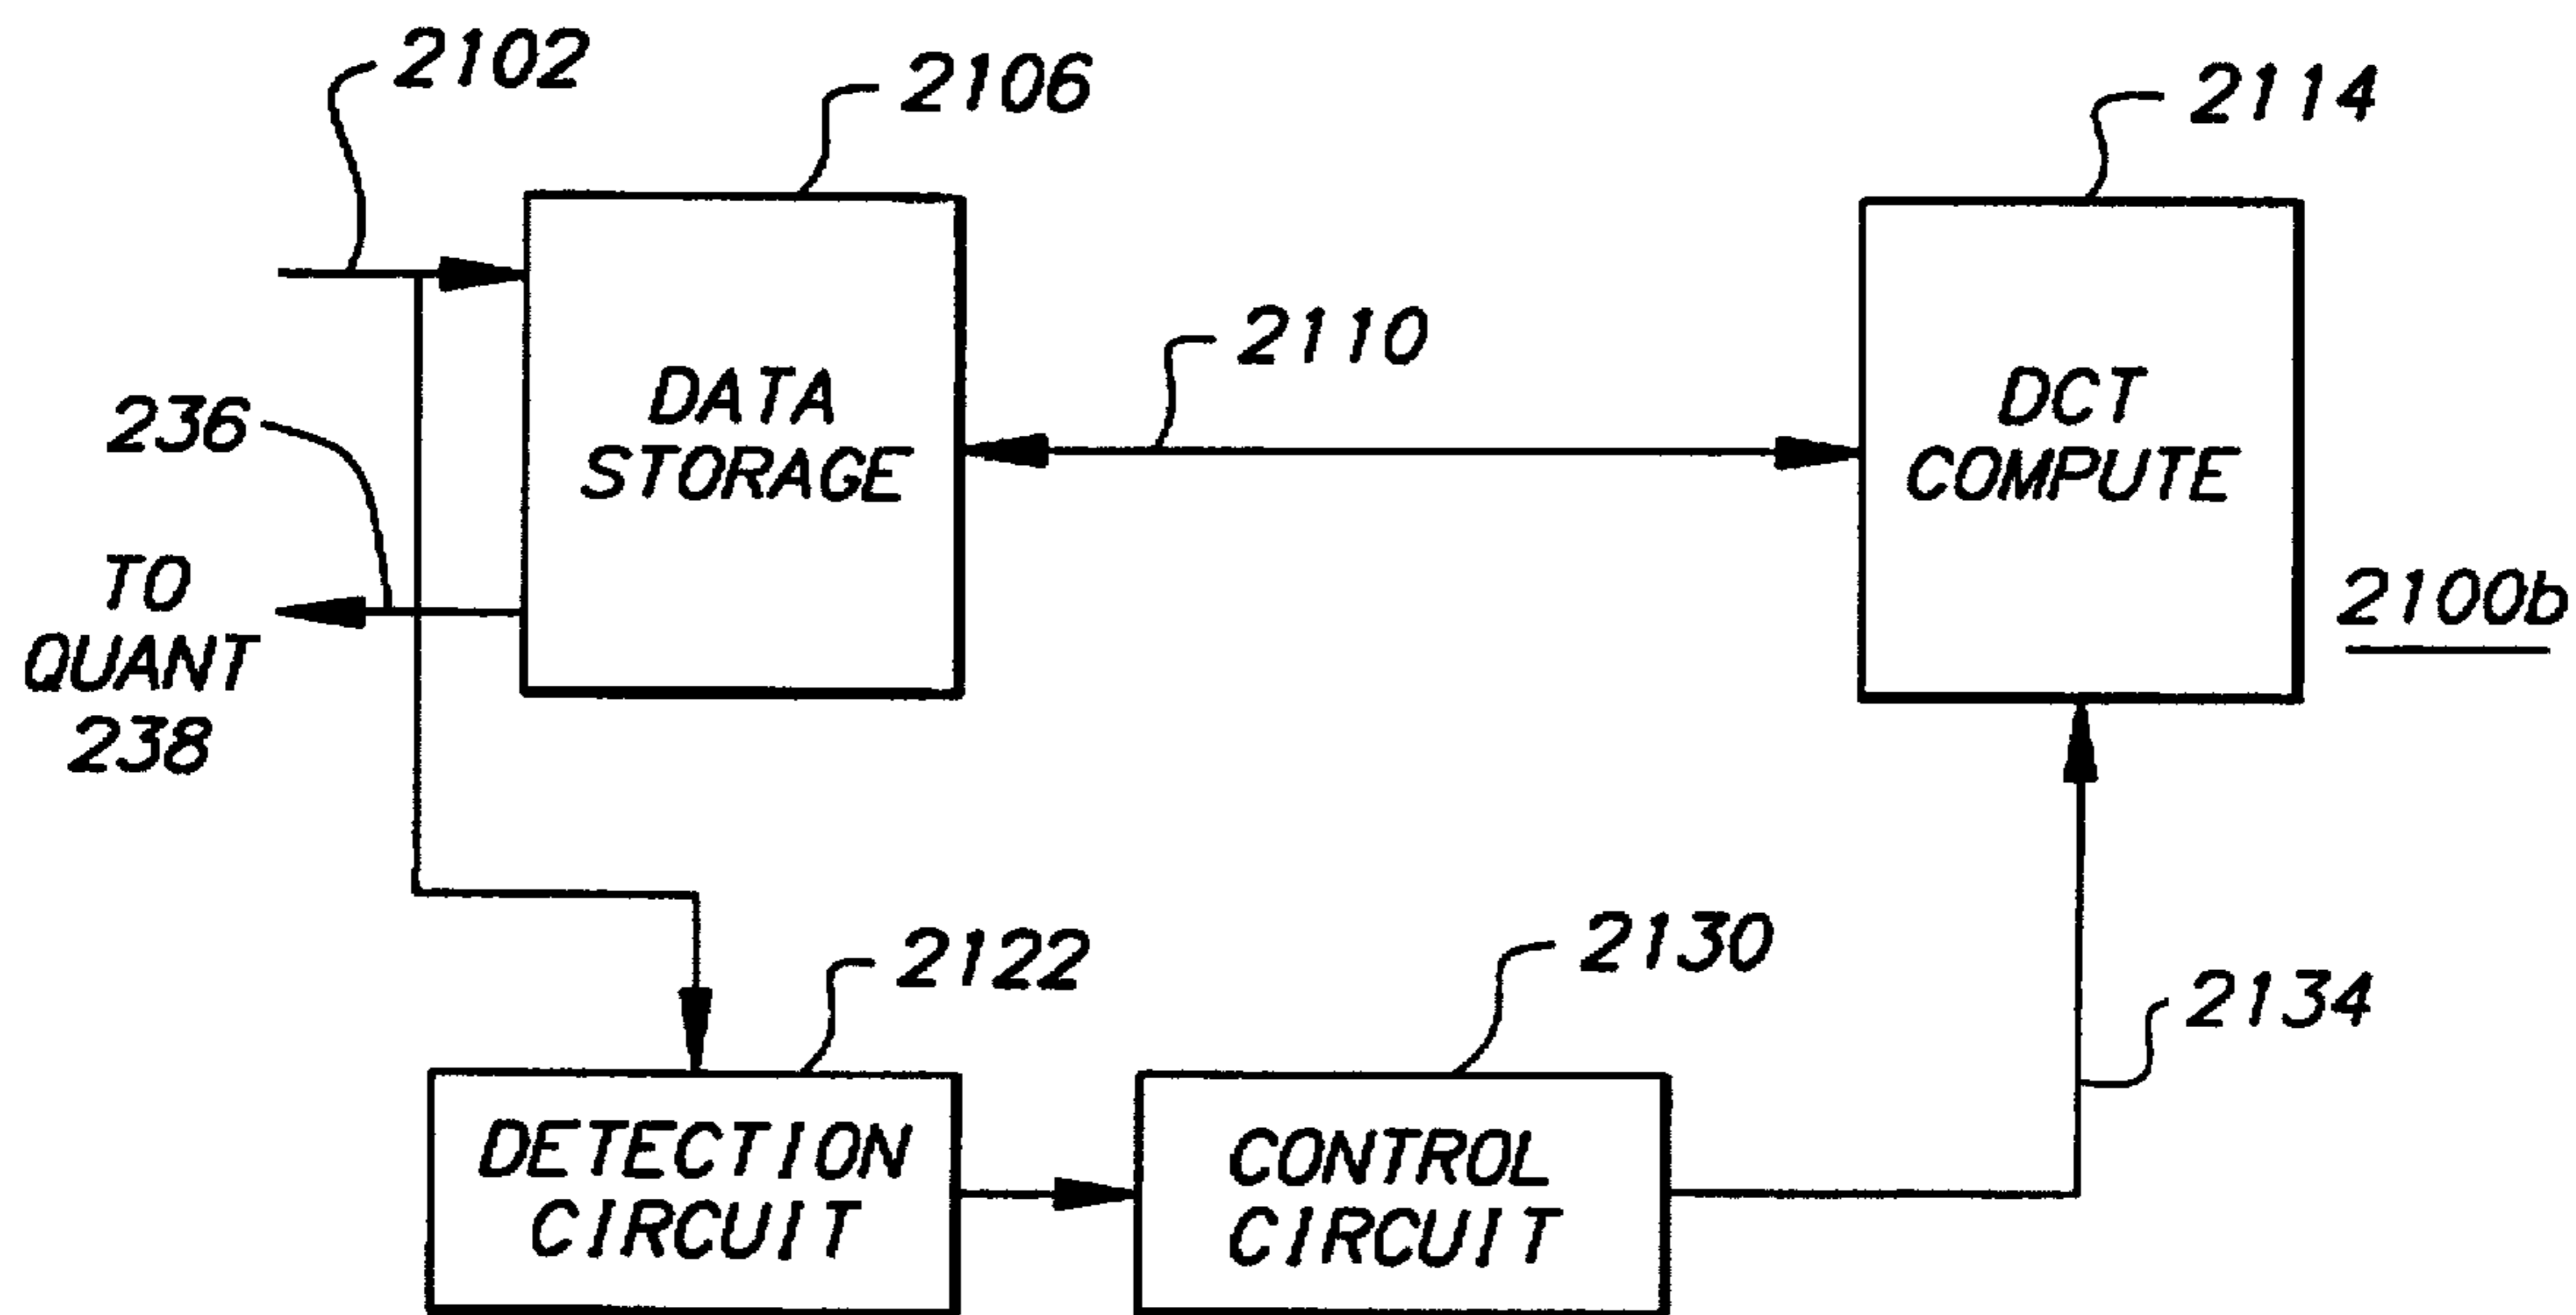 2102
2106
2114
2110
236
DATA
STORAGE
DCT
COMPUTE
TO
QUANT
238
2100b
2122
2130
2134
DETECTION
CIRCUIT
CONTROL
CIRCUIT